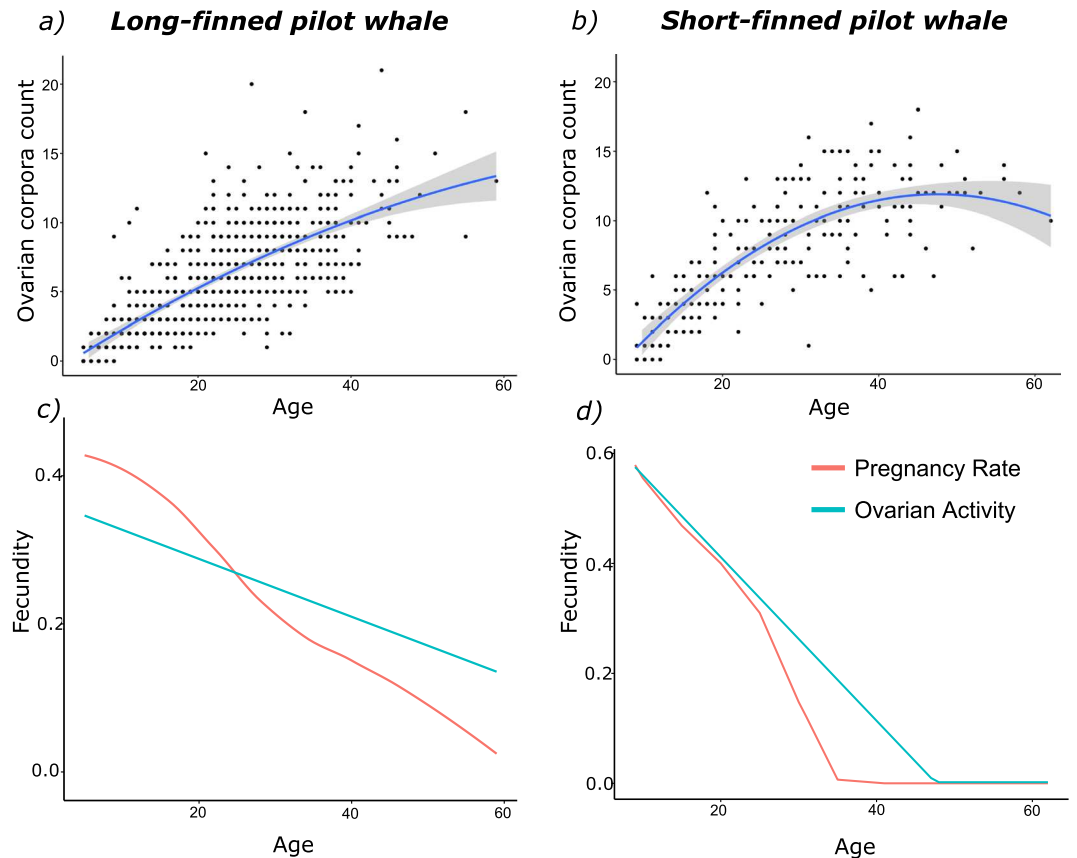 a) Long-finned pilot whale
b) Short-finned pilot whale
Ovarian corpora count
20
15
10
5
0
20 40 60
Age
Ovarian corpora count
20
15
10
5
0
20 40 60
Age
c)
Fecundity
0.4
0.2
0.0
20 40 60
Age
d)
Fecundity
0.6
0.4
0.2
0.0
Pregnancy Rate
Ovarian Activity
20 40 60
Age